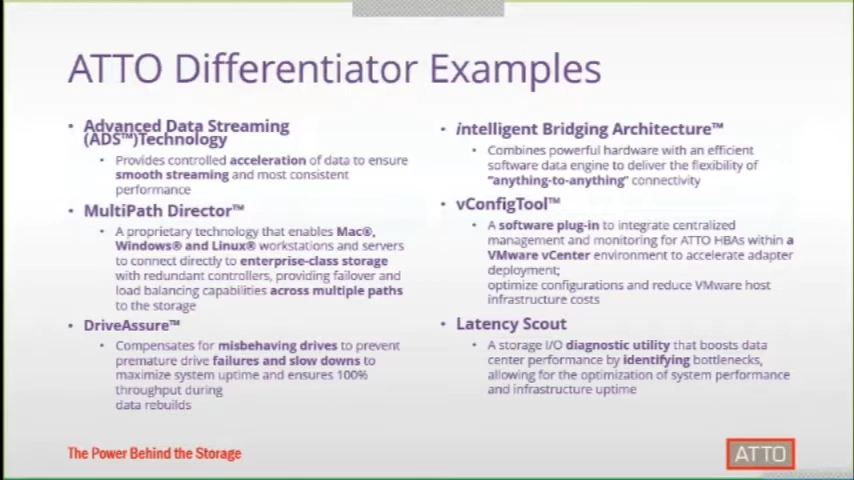 ATTO Differentiator Examples
• Advanced Data Streaming
(ADS™)Technology
• Provides controlled acceleration of data to ensure
smooth streaming and most consistent
performance
• MultiPath Director™
• A proprietary technology that enables Mac®,
Windows® and Linux® workstations and servers
to connect directly to enterprise-class storage
with redundant controllers, providing failover and
load balancing capabilities across multiple paths
to the storage
• DriveAssure™
• Compensates for misbehaving drives to prevent
premature drive failures and slow downs to
maximize system uptime and ensures 100%
throughput during
data rebuilds
• intelligent Bridging Architecture™
• Combines powerful hardware with an efficient
software data engine to deliver the flexibility of
"anything-to-anything" connectivity
• vConfigTool™
• A software plug-in to integrate centralized
management and monitoring for ATTO HBAs within a
VMware vCenter environment to accelerate adapter
deployment;
optimize configurations and reduce VMware host
infrastructure costs
• Latency Scout
• A storage I/O diagnostic utility that boosts data
center performance by identifying bottlenecks,
allowing for the optimization of system performance
and infrastructure uptime
The Power Behind the Storage
ATTO